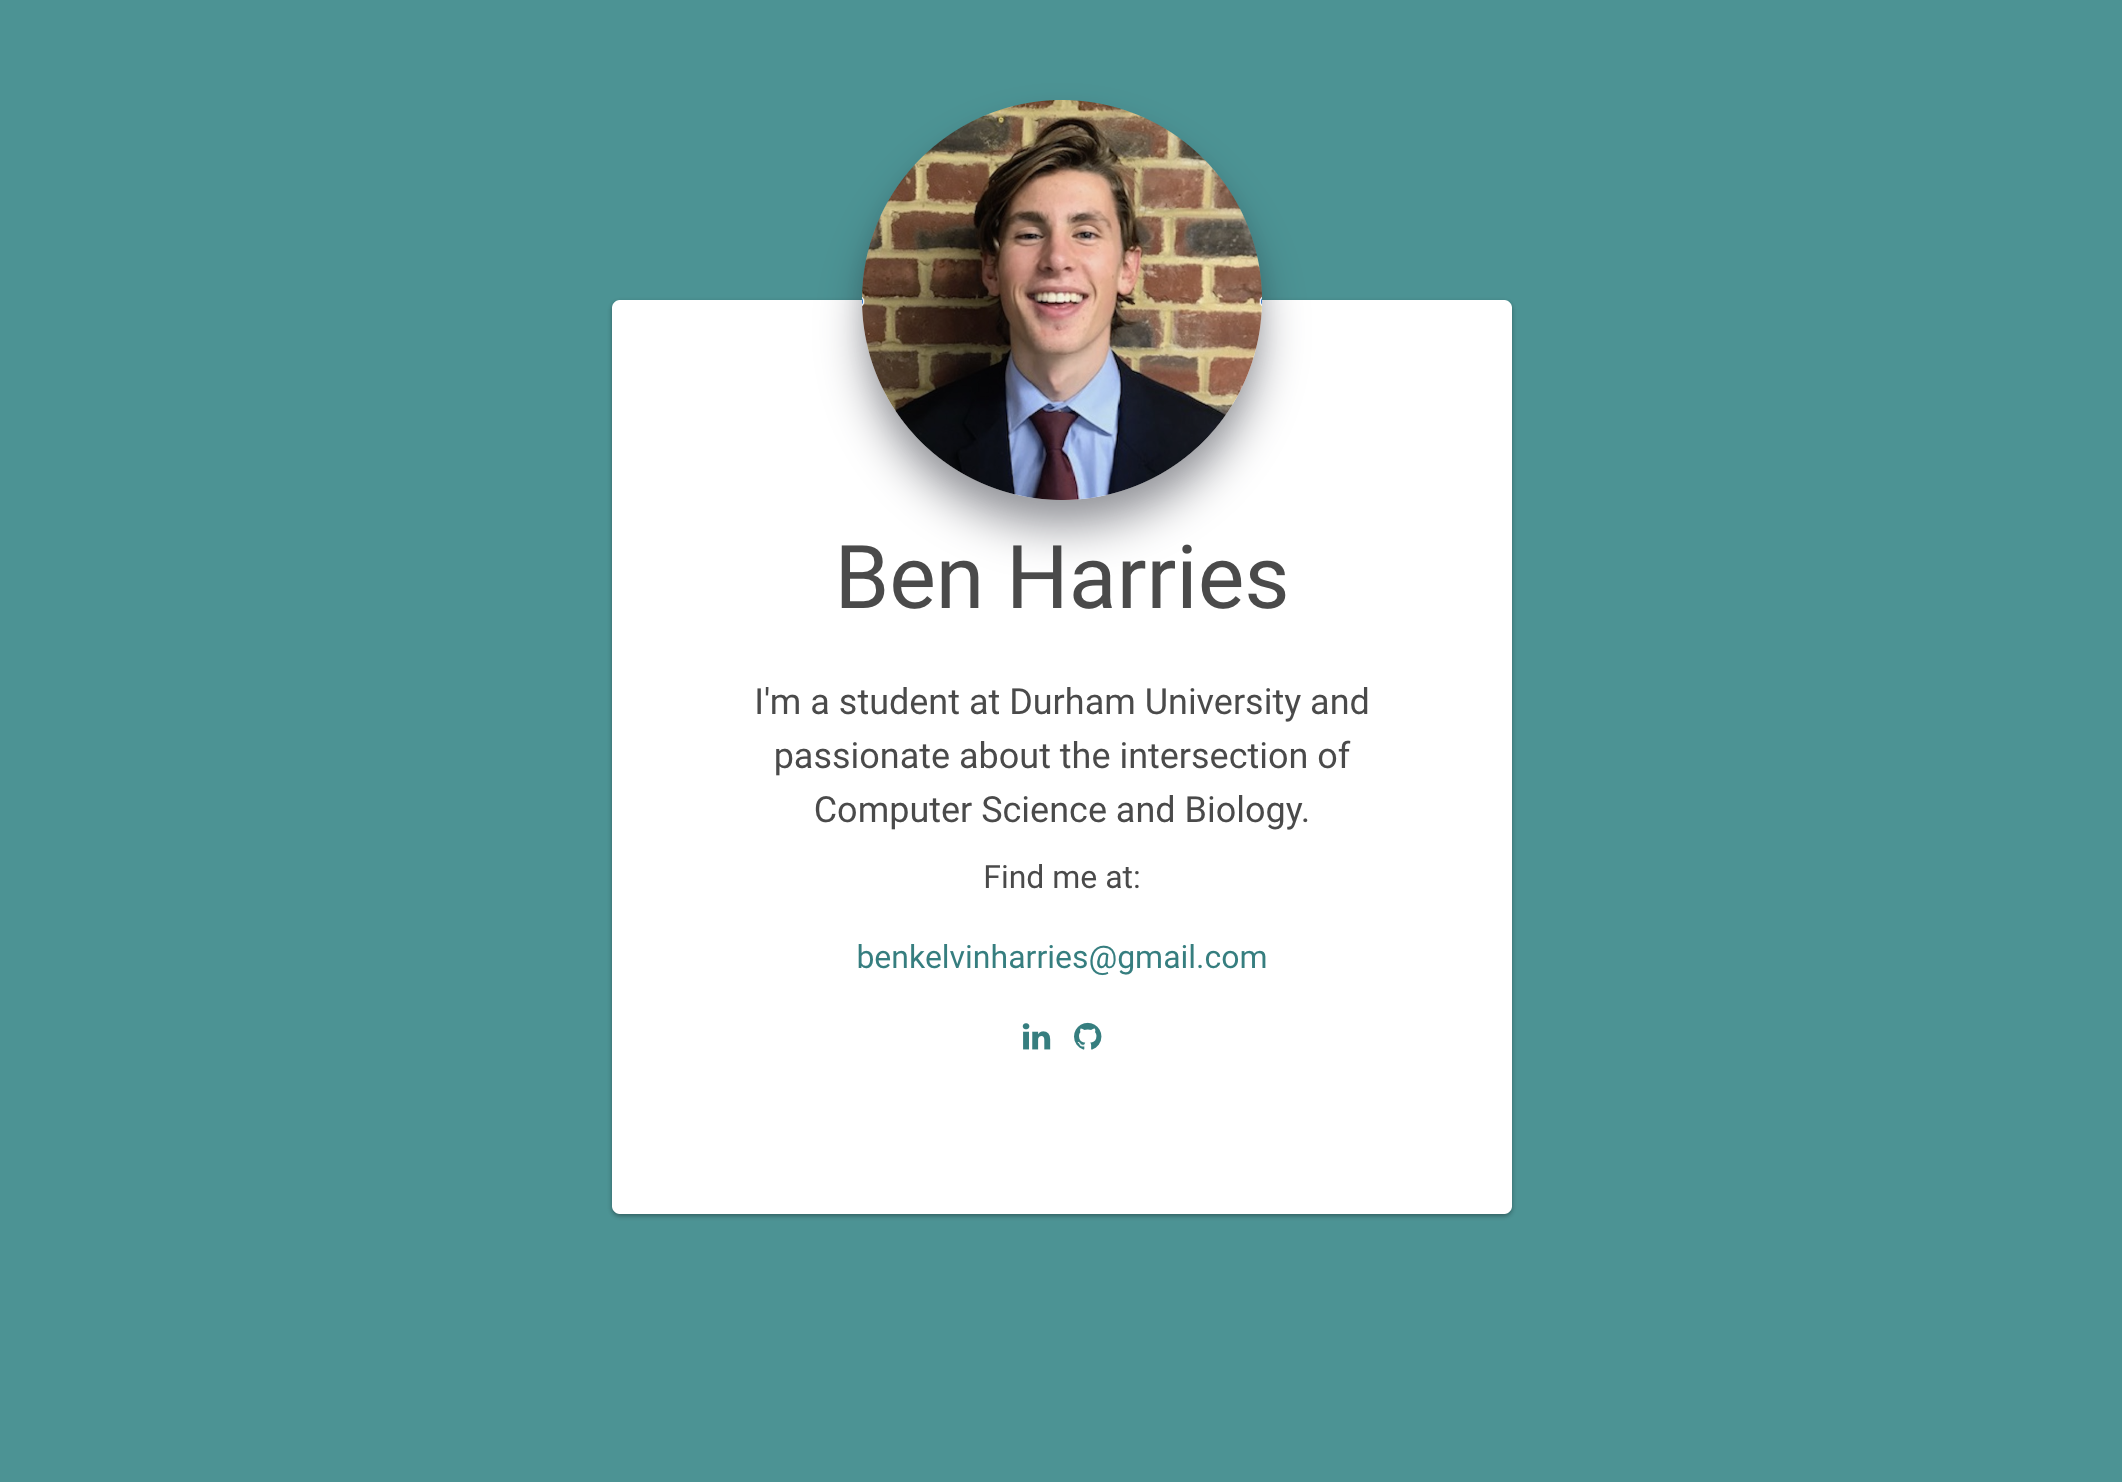 Ben Harries
I'm a student at Durham University and
passionate about the intersection of
Computer Science and Biology.
Find me at:
benkelvinharries@gmail.com
in